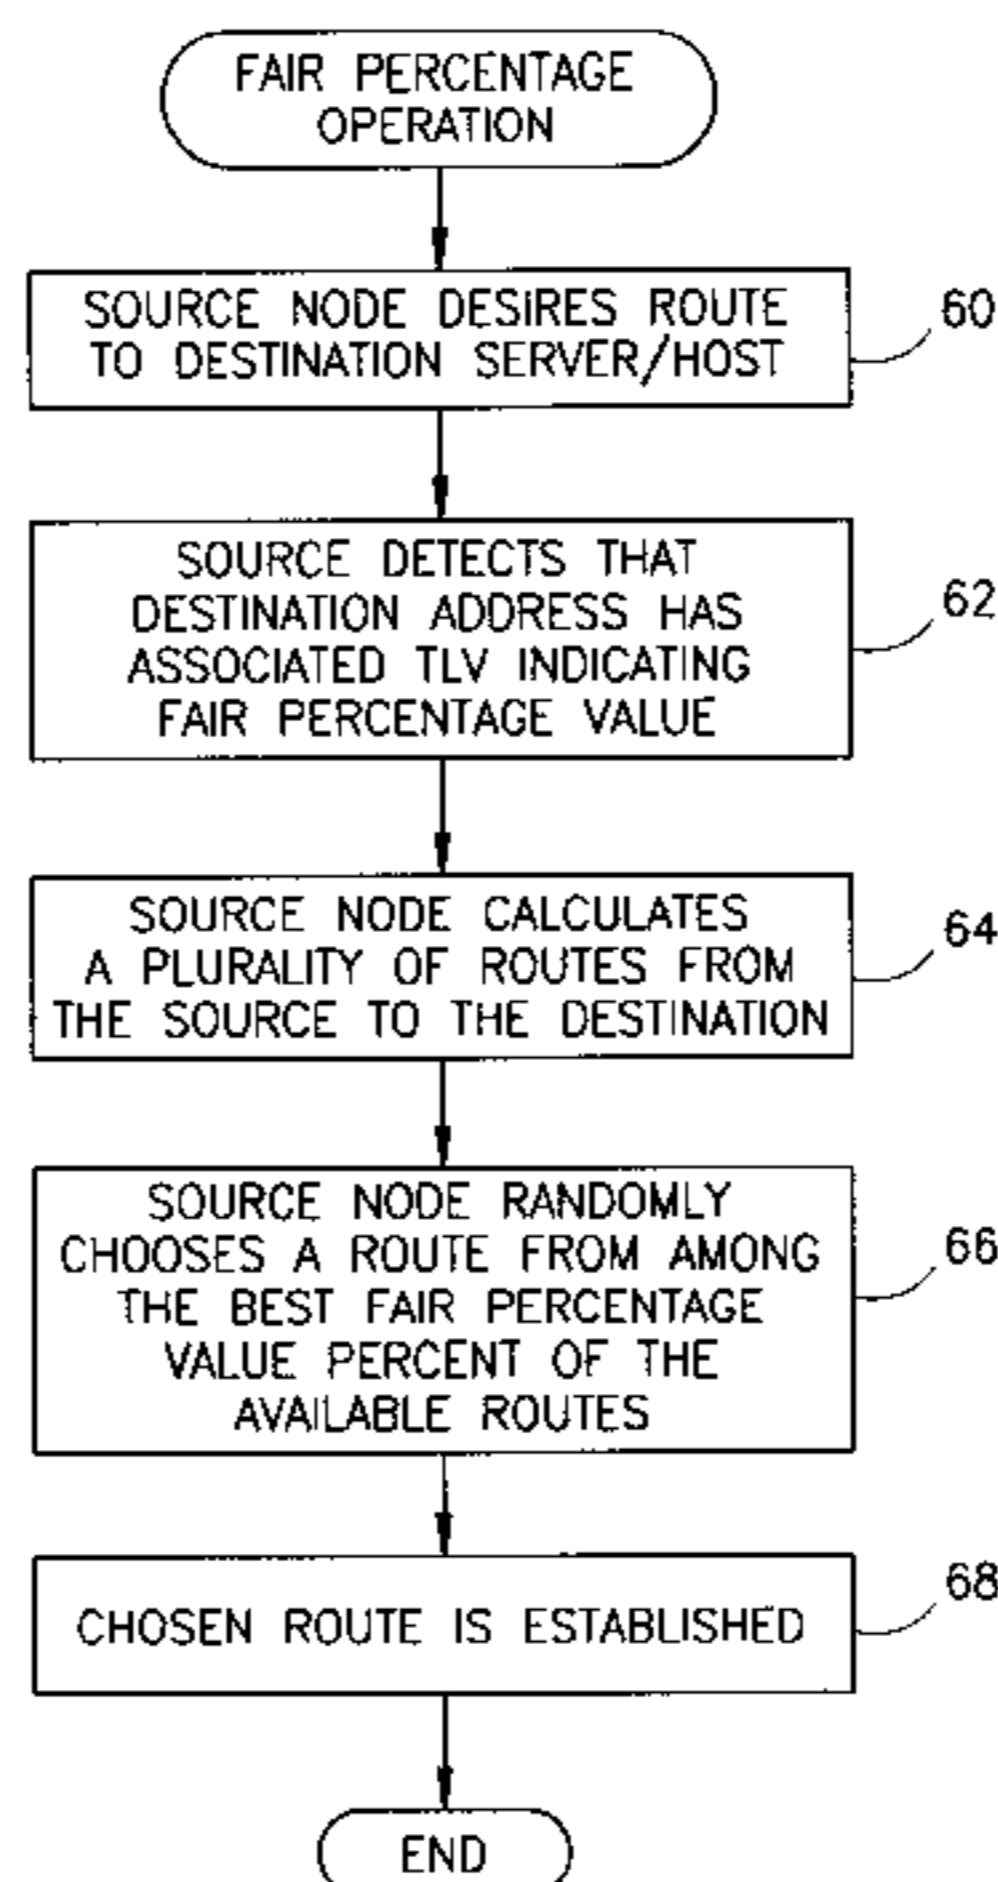 FAIR PERCENTAGE
OPERATION
SOURCE NODE DESIRES ROUTE
TO DESTINATION SERVER/HOST
60
SOURCE DETECTS THAT
DESTINATION ADDRESS HAS
ASSOCIATED TLV INDICATING
FAIR PERCENTAGE VALUE
62
SOURCE NODE CALCULATES
A PLURALITY OF ROUTES FROM
THE SOURCE TO THE DESTINATION
64
SOURCE NODE RANDOMLY
CHOOSES A ROUTE FROM AMONG
THE BEST FAIR PERCENTAGE
VALUE PERCENT OF THE
AVAILABLE ROUTES
66
CHOSEN ROUTE IS ESTABLISHED
68
END